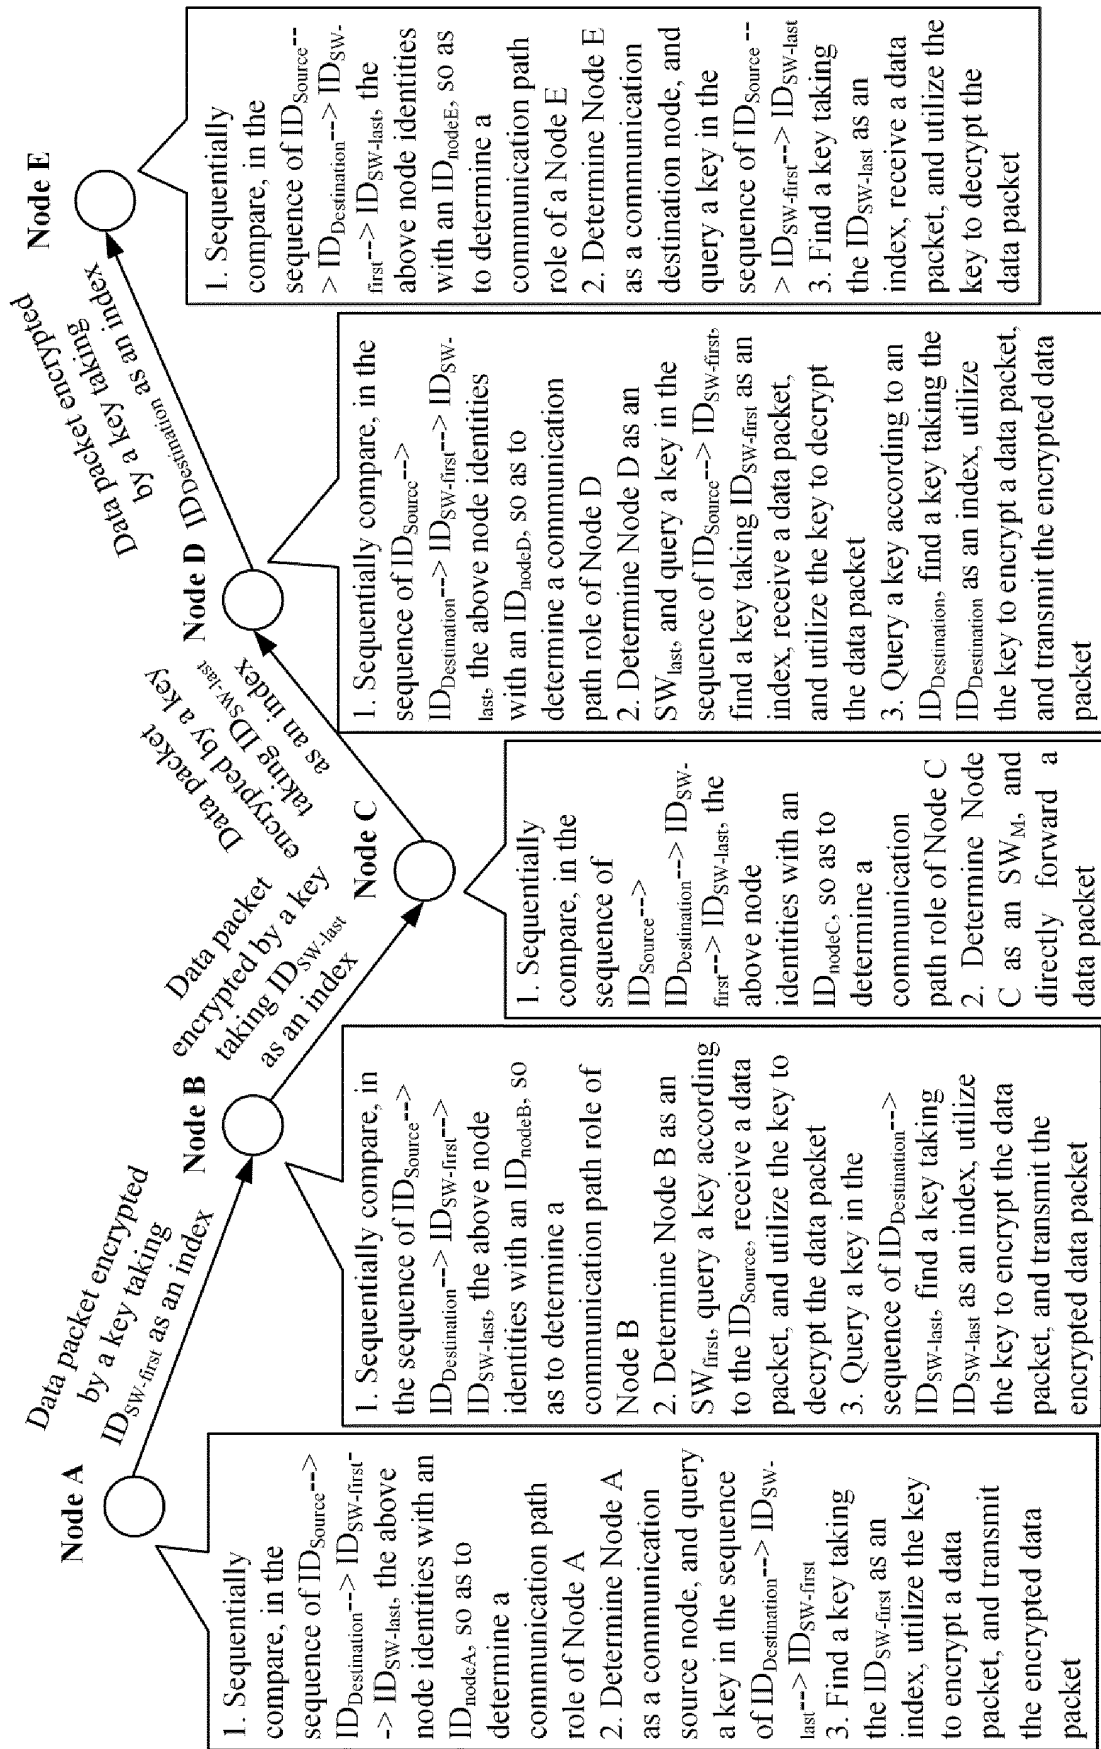 Node A
Data packet encrypted
by a key taking
ID_SW-first as an index
Node B
Data packet
encrypted by a key
taking ID_SW-last
as an index
Node C
Data packet
encrypted by a key
taking ID_SW-last
as an index
Node D
Data packet encrypted
by a key taking
ID_Destination as an index
Node E
1. Sequentially
compare, in the
sequence of ID_Source-->
ID_Destination--> ID_SW-first-
-> ID_SW-last, the above
node identities with an
ID_nodeA, so as to
determine a
communication path
role of Node A
2. Determine Node A
as a communication
source node, and query
a key in the sequence
of ID_Destination--> ID_SW-
last--> ID_SW-first
3. Find a key taking
the ID_SW-first as an
index, utilize the key
to encrypt a data
packet, and transmit
the encrypted data
packet
1. Sequentially compare, in
the sequence of ID_Source-->
ID_Destination--> ID_SW-first-->
ID_SW-last, the above node
identities with an ID_nodeB, so
as to determine a
communication path role of
Node B
2. Determine Node B as an
SW_first, query a key according
to the ID_Source, receive a data
packet, and utilize the key to
decrypt the data packet
3. Query a key in the
sequence of ID_Destination-->
ID_SW-last, find a key taking
ID_SW-last as an index, utilize
the key to encrypt the data
packet, and transmit the
encrypted data packet
1. Sequentially
compare, in the
sequence of
ID_Source-->
ID_Destination--> ID_SW-
first--> ID_SW-last, the
above node
identities with an
ID_nodeC, so as to
determine a
communication
path role of Node C
2. Determine Node
C as an SW_M, and
directly forward a
data packet
1. Sequentially compare, in the
sequence of ID_Source-->
ID_Destination--> ID_SW-first--> ID_SW-
last, the above node identities
with an ID_nodeD, so as to
determine a communication
path role of Node D
2. Determine Node D as an
SW_last, and query a key in the
sequence of ID_Source--> ID_SW-first,
find a key taking ID_SW-first as an
index, receive a data packet,
and utilize the key to decrypt
the data packet
3. Query a key according to an
ID_Destination, find a key taking the
ID_Destination as an index, utilize
the key to encrypt a data packet,
and transmit the encrypted data
packet
1. Sequentially
compare, in the
sequence of ID_Source--
> ID_Destination--> ID_SW-
first--> ID_SW-last, the
above node identities
with an ID_nodeE, so as
to determine a
communication path
role of a Node E
2. Determine Node E
as a communication
destination node, and
query a key in the
sequence of ID_Source --
> ID_SW-first--> ID_SW-last
3. Find a key taking
the ID_SW-last as an
index, receive a data
packet, and utilize the
key to decrypt the
data packet